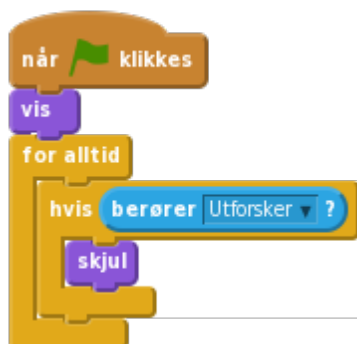 når klikkes
vis
for alltid
hvis berører Utforsker ?
skjul